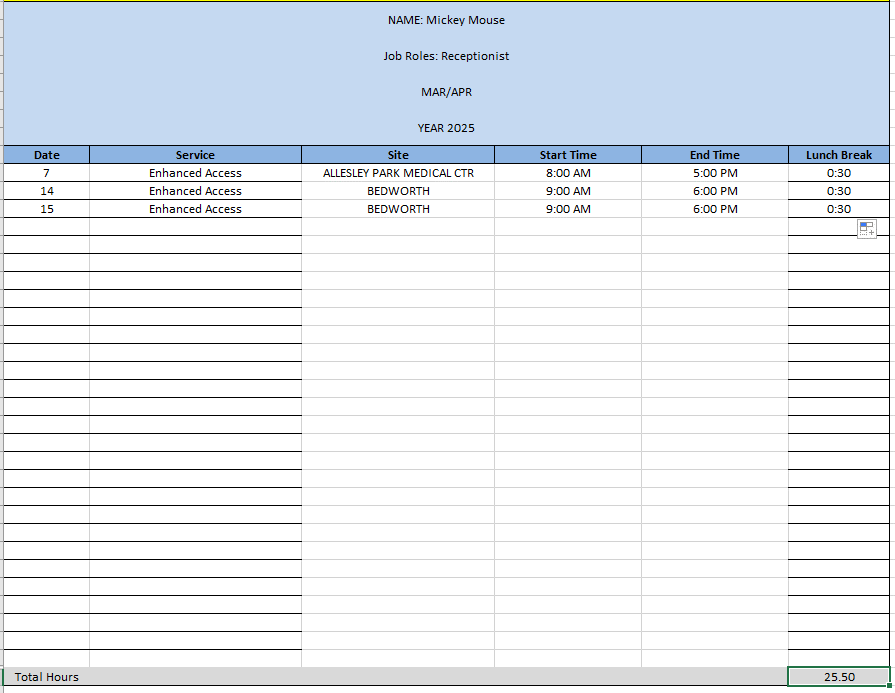 NAME: Mickey Mouse
Job Roles: Receptionist
MAR/APR
YEAR 2025
Date Service Site Start Time End Time Lunch Break
7 Enhanced Access ALLESLEY PARK MEDICAL CTR 8:00 AM 5:00 PM 0:30
14 Enhanced Access BEDWORTH 9:00 AM 6:00 PM 0:30
15 Enhanced Access BEDWORTH 9:00 AM 6:00 PM 0:30
Total Hours 25.50